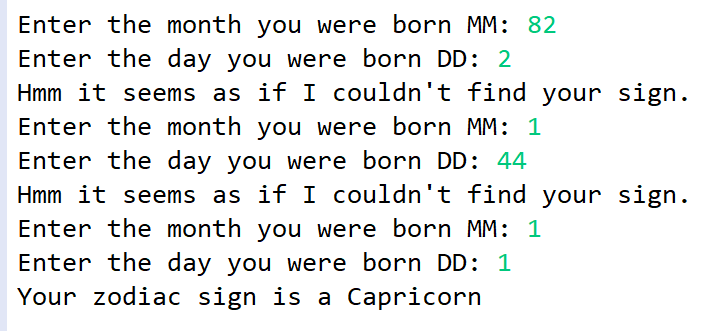 Enter the month you were born MM: 82
Enter the day you were born DD: 2
Hmm it seems as if I couldn't find your sign.
Enter the month you were born MM: 1
Enter the day you were born DD: 44
Hmm it seems as if I couldn't find your sign.
Enter the month you were born MM: 1
Enter the day you were born DD: 1
Your zodiac sign is a Capricorn